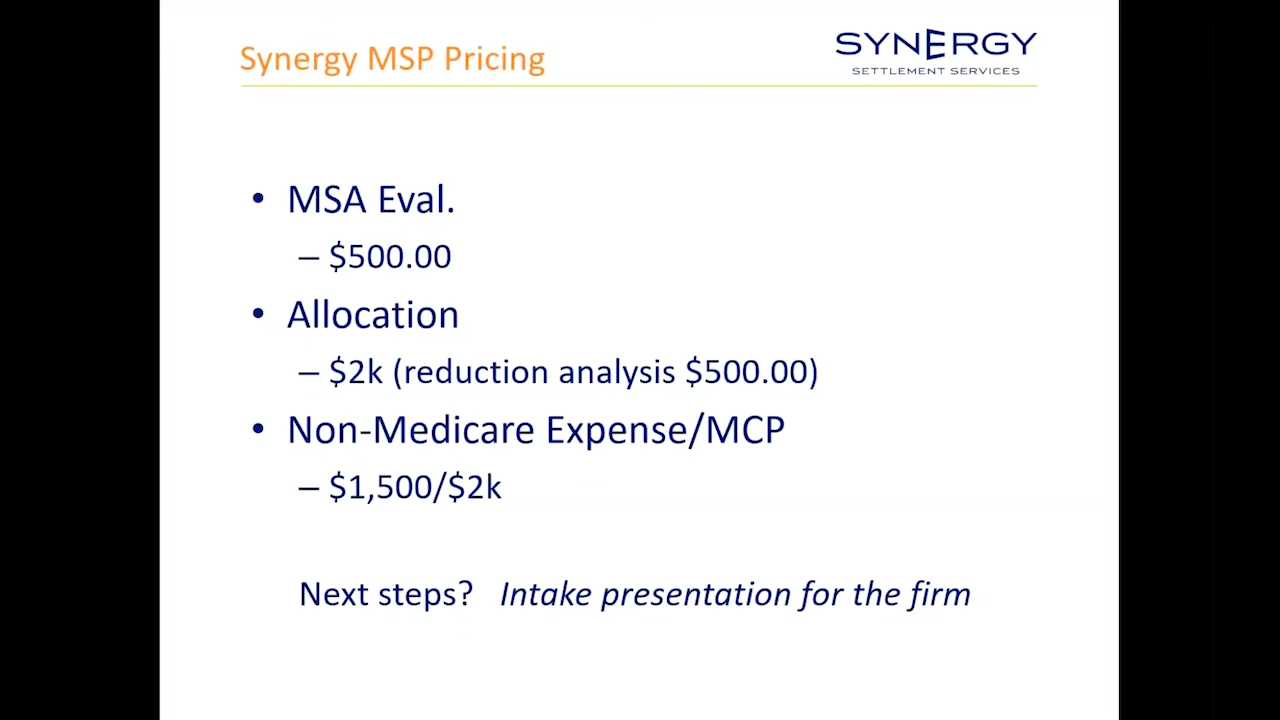 Synergy MSP Pricing
SYNERGY
SETTLEMENT SERVICES
• MSA Eval.
– $500.00
• Allocation
– $2k (reduction analysis $500.00)
• Non-Medicare Expense/MCP
– $1,500/$2k
Next steps? Intake presentation for the firm